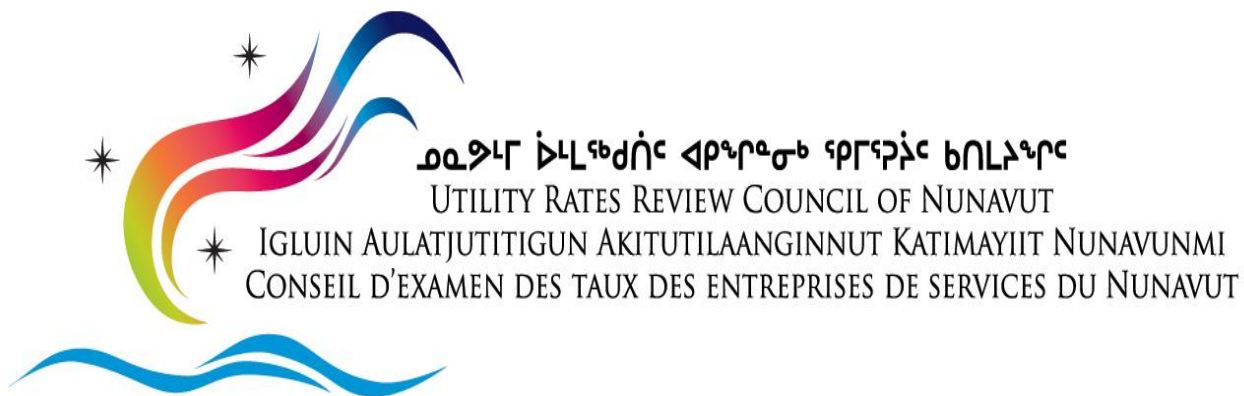 ᓄᓇᕗᒻᒥ ᔆᒻᒪᖅᑯᑏᑦ ᐊᑭᖏᓐᓂᒃ ᕿᒥᕐᕈᔩᑦ ᑲᑎᒪᔨᖏᑦ
UTILITY RATES REVIEW COUNCIL OF NUNAVUT
IGLUIN AULATJUTITIGUN AKITUTILAANGINNUT KATIMAYIIT NUNAVUNMI
CONSEIL D'EXAMEN DES TAUX DES ENTREPRISES DE SERVICES DU NUNAVUT